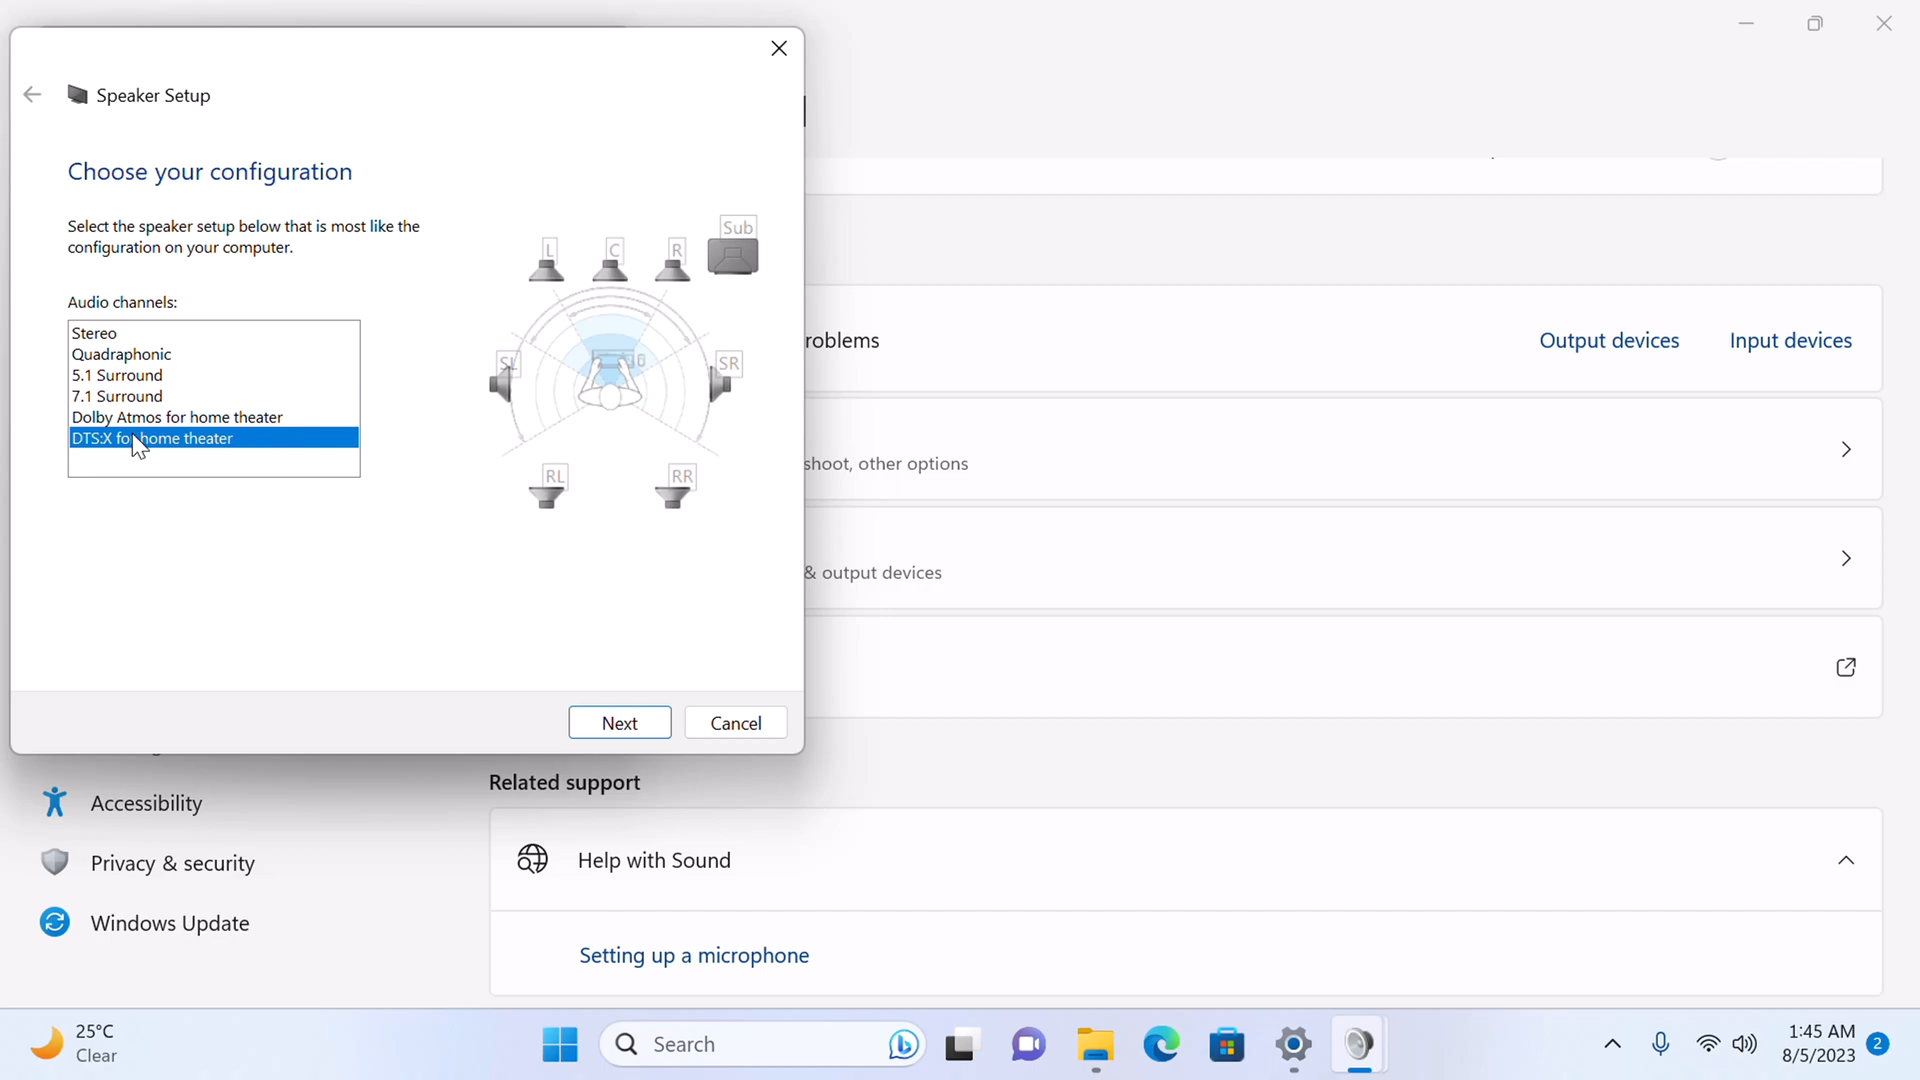 Speaker Setup
Choose your configuration
Select the speaker setup below that is most like the
configuration on your computer.
Audio channels:
Stereo
Quadraphonic
5.1 Surround
7.1 Surround
Dolby Atmos for home theater
DTS:X for home theater
L
C
R
Sub
SL
SR
RL
RR
Next
Cancel
roblems
Output devices
Input devices
shoot, other options
& output devices
Related support
Help with Sound
Setting up a microphone
Accessibility
Privacy & security
Windows Update
25°C
Clear
Search
1:45 AM
8/5/2023
2